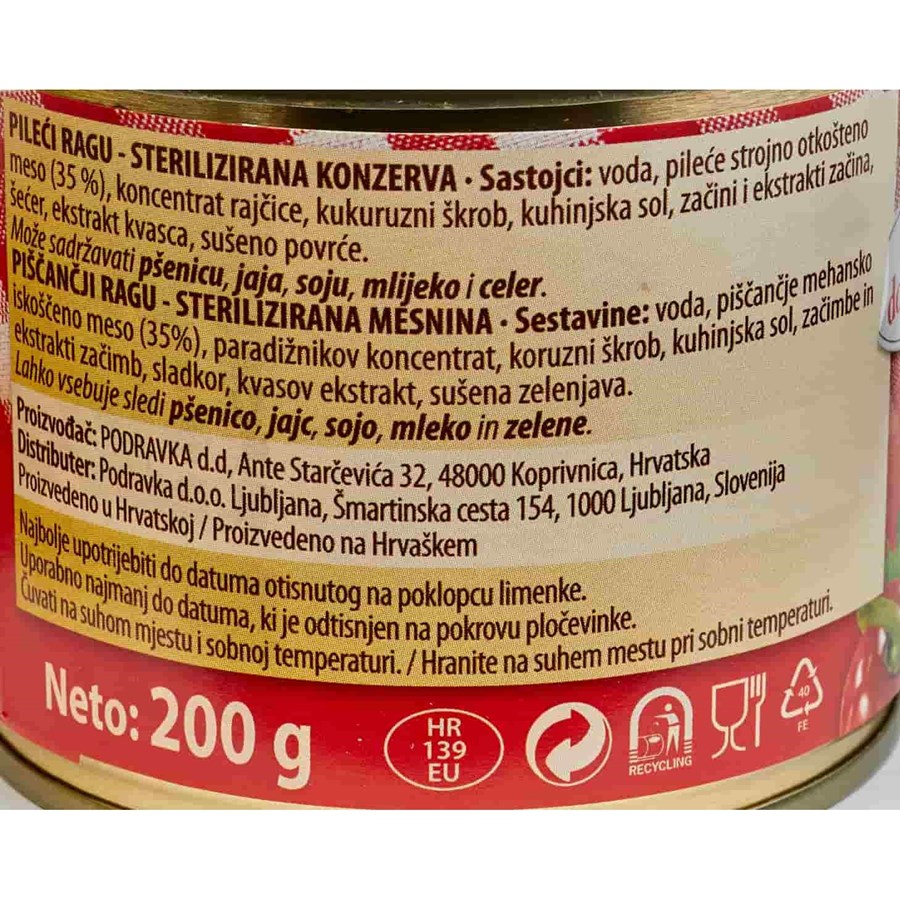 PILEĆI RAGU - STERILIZIRANA KONZERVA · Sastojci: voda, pileće strojno otkošteno
meso (35 %), koncentrat rajčice, kukuruzni škrob, kuhinjska sol, začini i ekstrakti začina,
šećer, ekstrakt kvasca, sušeno povrće.
Može sadržavati pšenicu, jaja, soju, mlijeko i celer.
PIŠČANČJI RAGU - STERILIZIRANA MESNINA · Sestavine: voda, piščančje mehansko
iskoščeno meso (35%), paradižnikov koncentrat, koruzni škrob, kuhinjska sol, začimbe in
ekstrakti začimb, sladkor, kvasov ekstrakt, sušena zelenjava.
Lahko vsebuje sledi pšenico, jajc, sojo, mleko in zelene.
Proizvođač: PODRAVKA d.d, Ante Starčevića 32, 48000 Koprivnica, Hrvatska
Distributer: Podravka d.o.o. Ljubljana, Šmartinska cesta 154, 1000 Ljubljana, Slovenija
Proizvedeno u Hrvatskoj / Proizvedeno na Hrvaškem
Najbolje upotrijebiti do datuma otisnutog na poklopcu limenke.
Uporabno najmanj do datuma, ki je odtisnjen na pokrovu pločevinke.
Čuvati na suhom mjestu i sobnoj temperaturi. / Hranite na suhem mestu pri sobni temperaturi.
Neto: 200 g
HR
139
EU
RECYCLING
40
FE